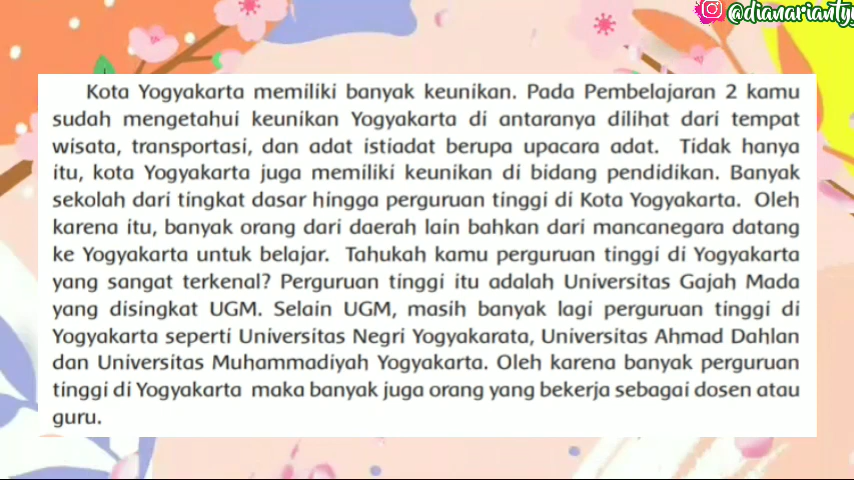 @dianarianty
Kota Yogyakarta memiliki banyak keunikan. Pada Pembelajaran 2 kamu
sudah mengetahui keunikan Yogyakarta di antaranya dilihat dari tempat
wisata, transportasi, dan adat istiadat berupa upacara adat. Tidak hanya
itu, kota Yogyakarta juga memiliki keunikan di bidang pendidikan. Banyak
sekolah dari tingkat dasar hingga perguruan tinggi di Kota Yogyakarta. Oleh
karena itu, banyak orang dari daerah lain bahkan dari mancanegara datang
ke Yogyakarta untuk belajar. Tahukah kamu perguruan tinggi di Yogyakarta
yang sangat terkenal? Perguruan tinggi itu adalah Universitas Gajah Mada
yang disingkat UGM. Selain UGM, masih banyak lagi perguruan tinggi di
Yogyakarta seperti Universitas Negri Yogyakarata, Universitas Ahmad Dahlan
dan Universitas Muhammadiyah Yogyakarta. Oleh karena banyak perguruan
tinggi di Yogyakarta maka banyak juga orang yang bekerja sebagai dosen atau
guru.